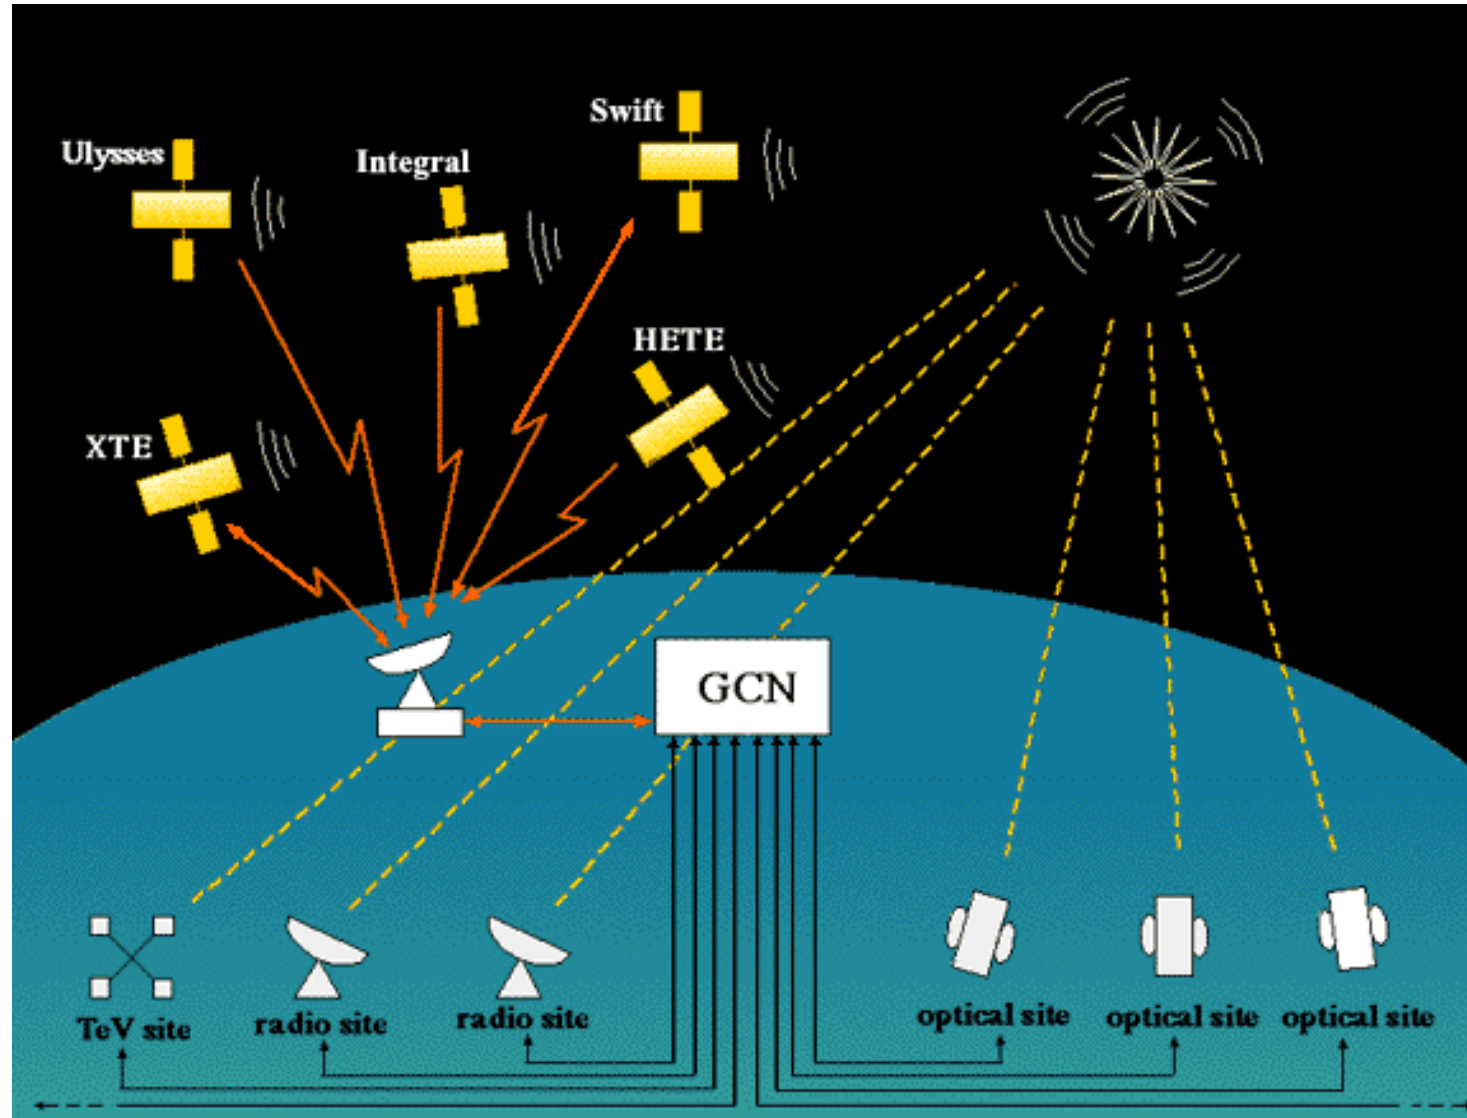 Swift
Ulysses
Integral
HETE
XTE
GCN
TeV site
radio site
radio site
optical site
optical site
optical site